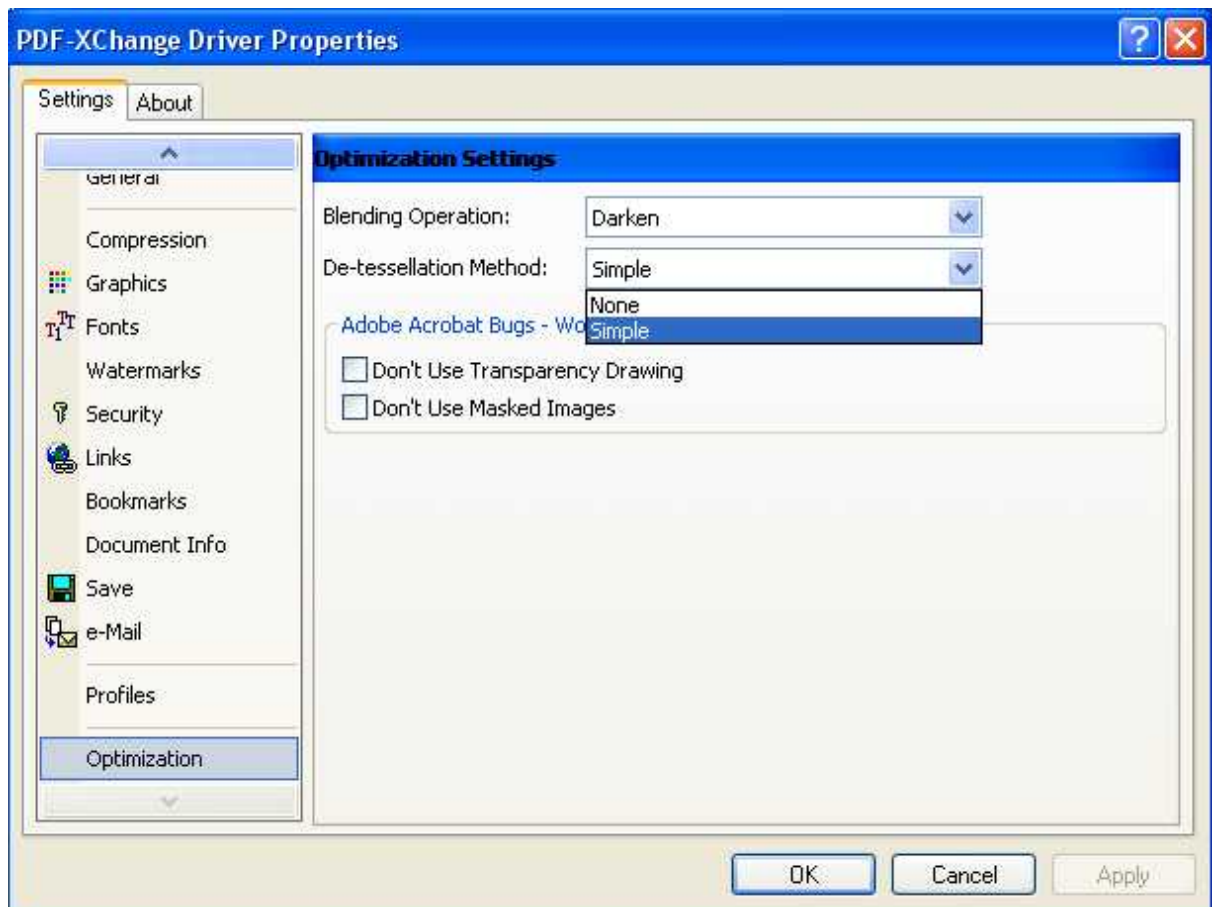 PDF-XChange Driver Properties
Settings
About
General
Compression
Graphics
Fonts
Watermarks
Security
Links
Bookmarks
Document Info
Save
e-Mail
Profiles
Optimization
Optimization Settings
Blending Operation:
Darken
De-tessellation Method:
Simple
None
Simple
Adobe Acrobat Bugs -
Don't Use Transparency Drawing
Don't Use Masked Images
OK
Cancel
Apply